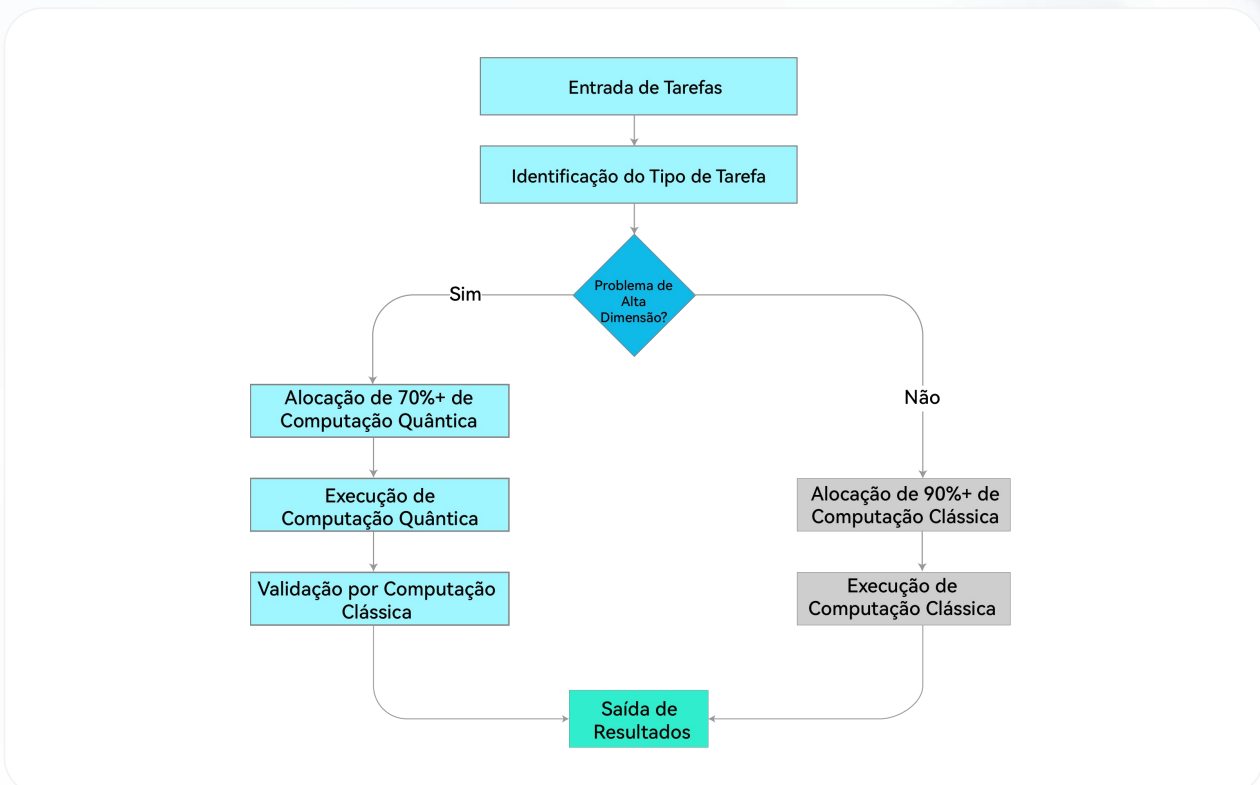 Entrada de Tarefas
Identificação do Tipo de Tarefa
Problema de
Alta
Dimensão?
Sim
Não
Alocação de 70%+ de
Computação Quântica
Execução de
Computação Quântica
Validação por Computação
Clássica
Alocação de 90%+ de
Computação Clássica
Execução de
Computação Clássica
Saída de
Resultados